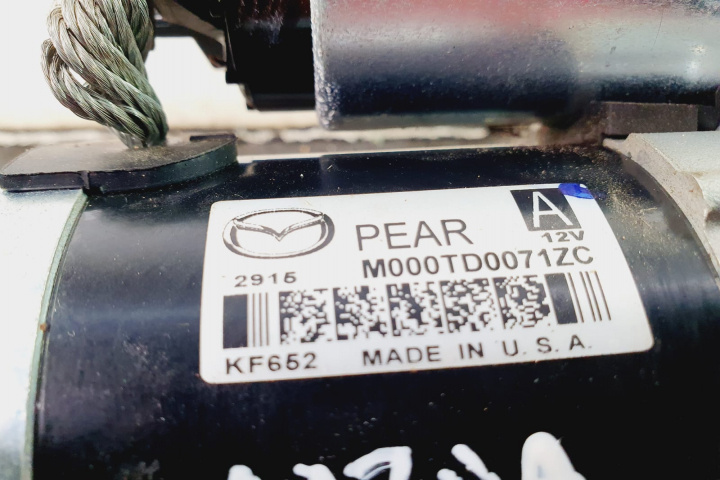 PEAR A
12V
M000TD0071ZC
2915
KF652 MADE IN U.S.A.